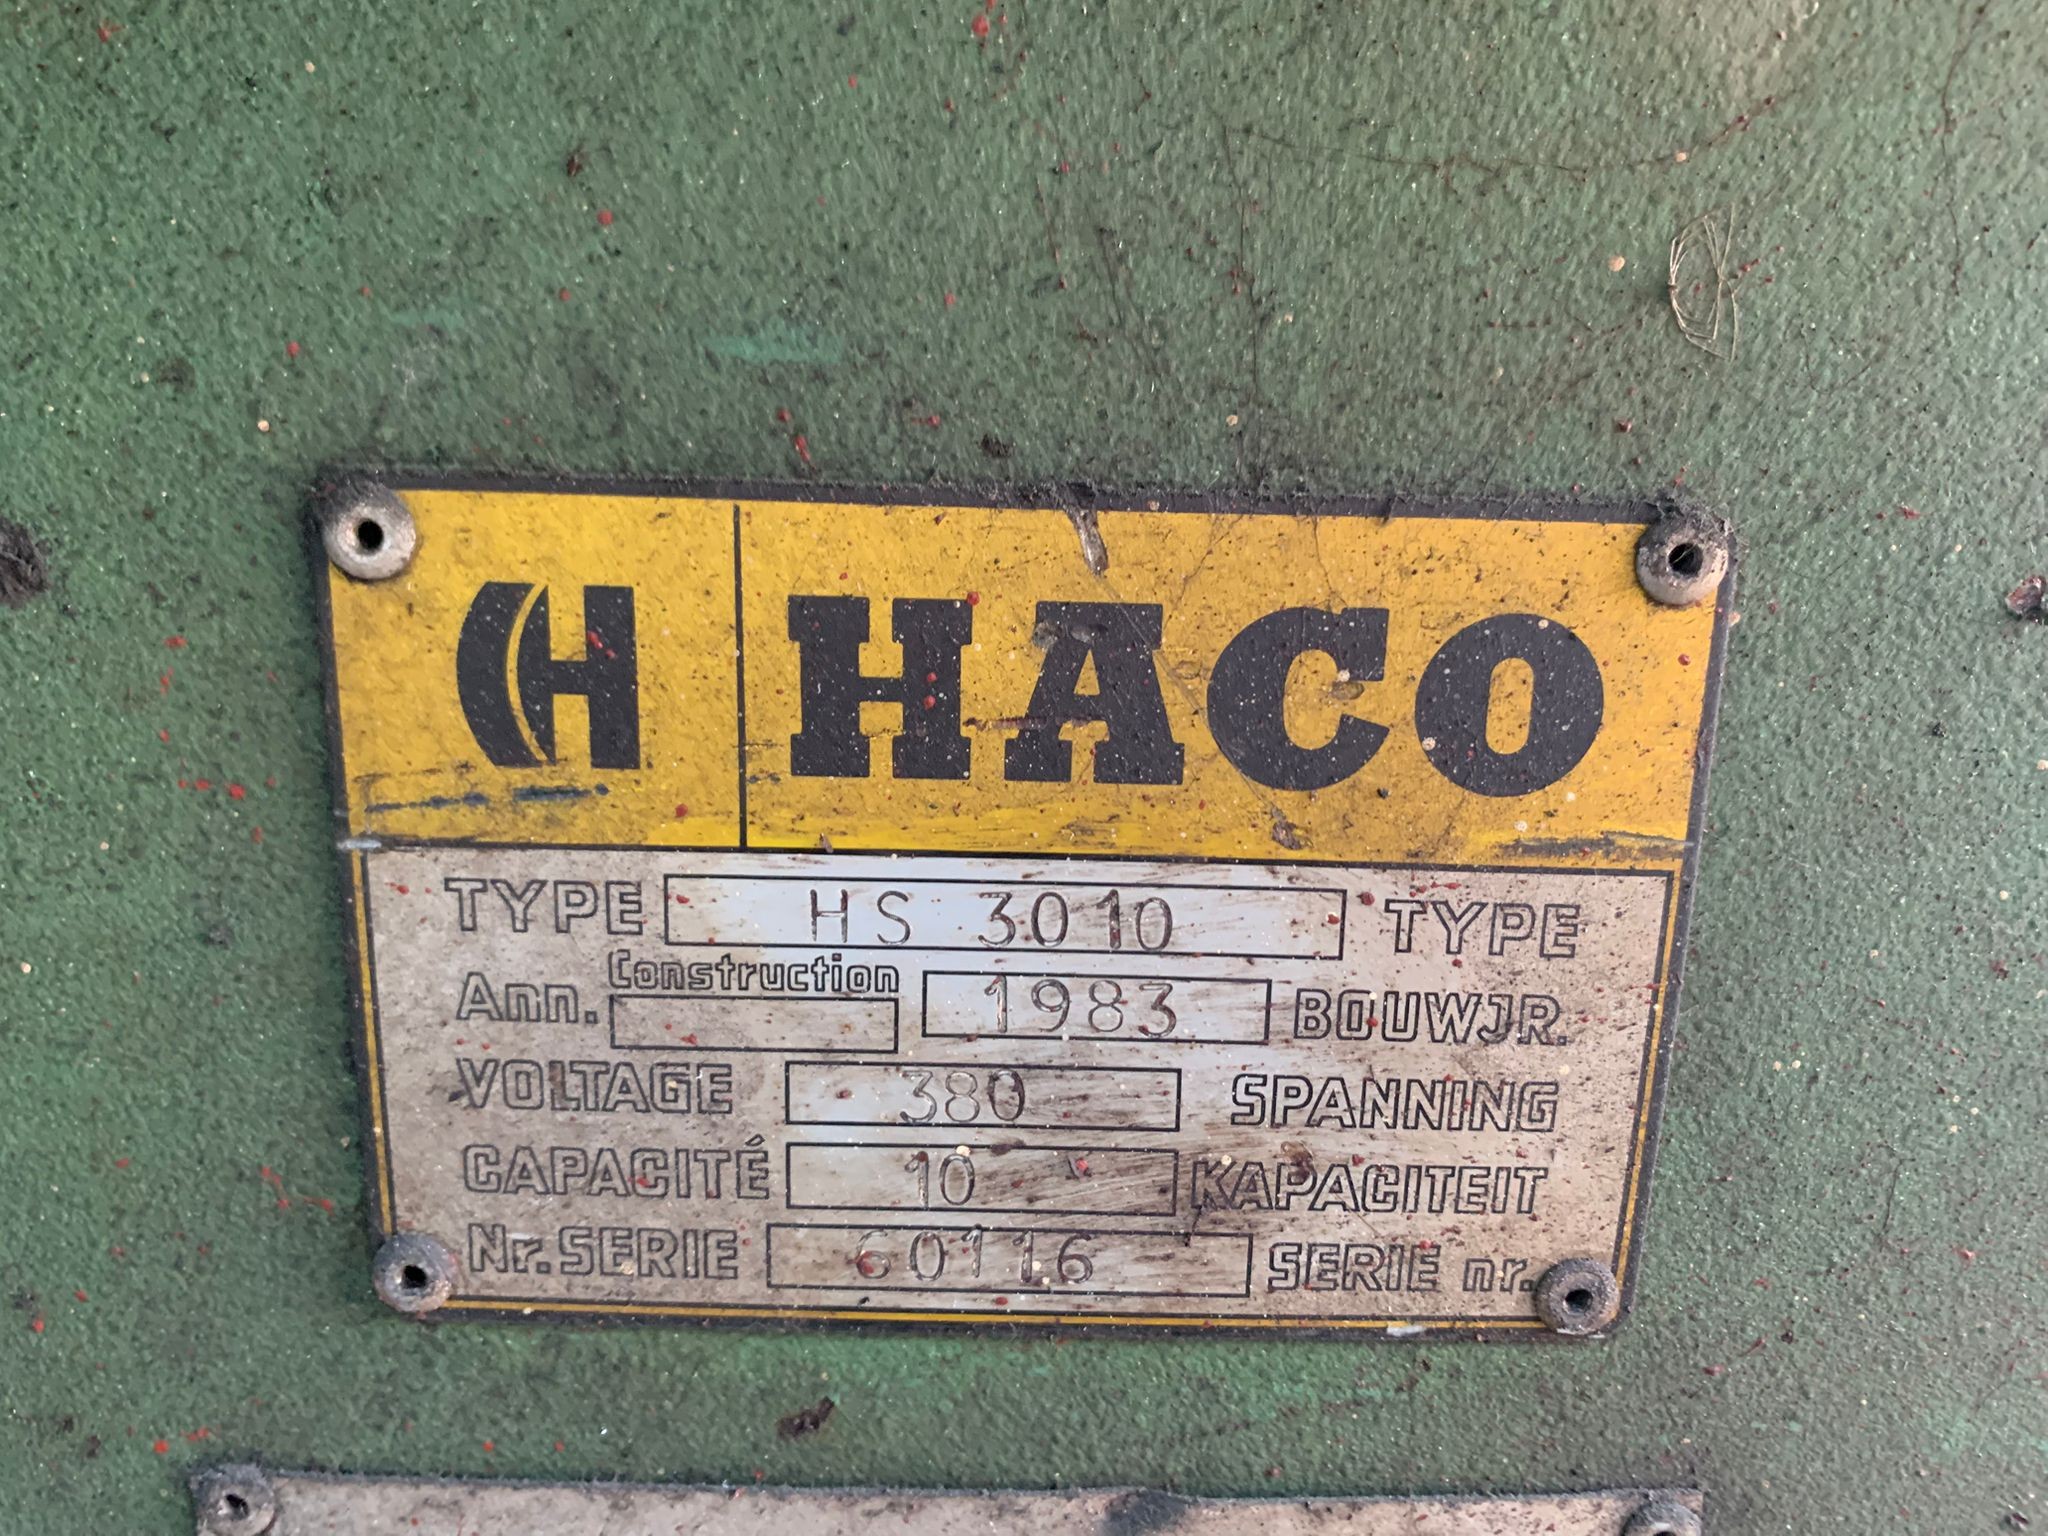 H HACO
TYPE HS 3010 TYPE
Ann. Construction 1983 BOUWJR.
VOLTAGE 380 SPANNING
CAPACITÉ 10 KAPACITEIT
Nr. SERIE 60116 SERIE nr.